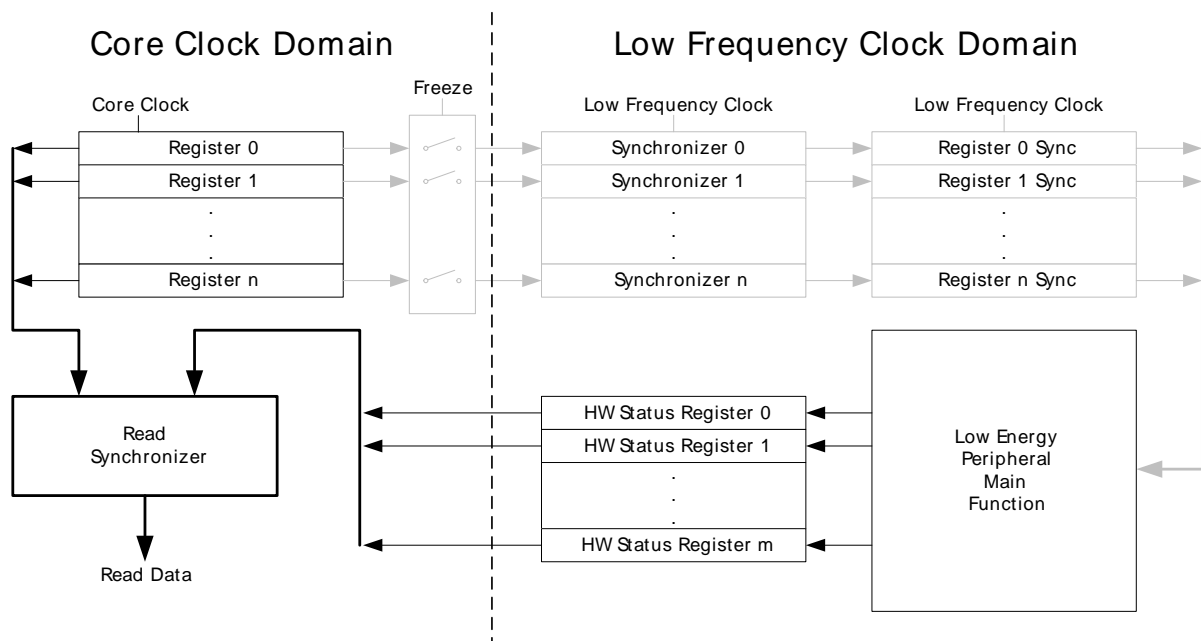 Core Clock Domain
Low Frequency Clock Domain
Freeze
Core Clock
Low Frequency Clock
Low Frequency Clock
Register 0
Synchronizer 0
Register 0 Sync
Register 1
Synchronizer 1
Register 1 Sync
.
.
.
.
.
.
.
.
.
Register n
Synchronizer n
Register n Sync
HW Status Register 0
HW Status Register 1
.
.
.
HW Status Register m
Read
Synchronizer
Low Energy
Peripheral
Main
Function
Read Data